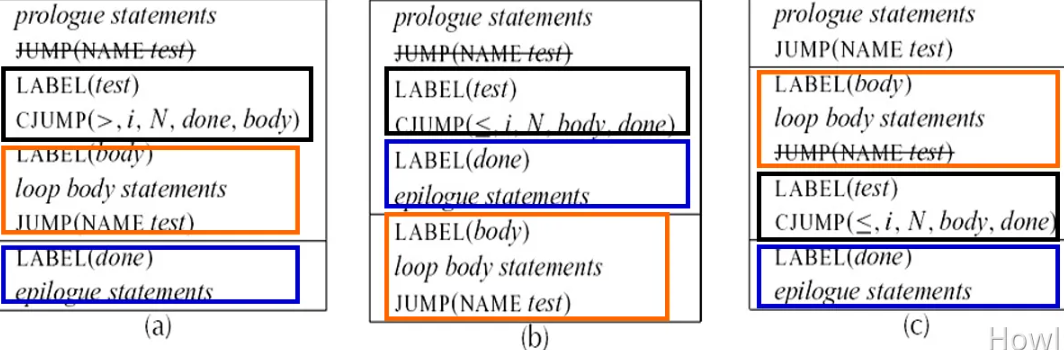 prologue statements
JUMP(NAME test)
LABEL(test)
CJUMP(>, i, N, done, body)
LABEL(body)
loop body statements
JUMP(NAME test)
LABEL(done)
epilogue statements
(a)
prologue statements
JUMP(NAME test)
LABEL(test)
CJUMP(≤, i, N, body, done)
LABEL(done)
epilogue statements
LABEL(body)
loop body statements
JUMP(NAME test)
(b)
prologue statements
JUMP(NAME test)
LABEL(body)
loop body statements
JUMP(NAME test)
LABEL(test)
CJUMP(≤, i, N, body, done)
LABEL(done)
epilogue statements
(c)
Howl